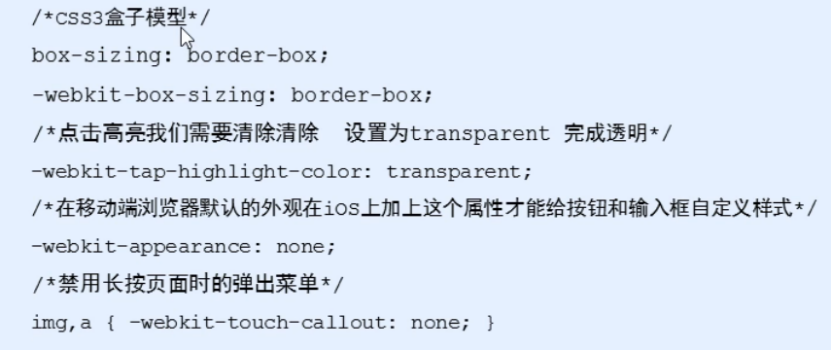 /*CSS3盒子模型*/
box-sizing: border-box;
-webkit-box-sizing: border-box;
/*点击高亮我们需要清除清除  设置为transparent 完成透明*/
-webkit-tap-highlight-color: transparent;
/*在移动端浏览器默认的外观在iOS上加上这个属性才能给按钮和输入框自定义样式*/
-webkit-appearance: none;
/*禁用长按页面时的弹出菜单*/
img,a { -webkit-touch-callout: none; }